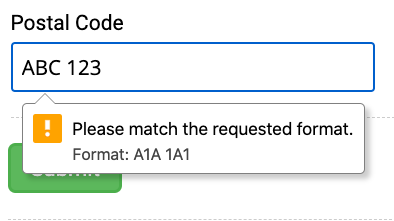 Postal Code
ABC 123
Please match the requested format.
Format: A1A 1A1